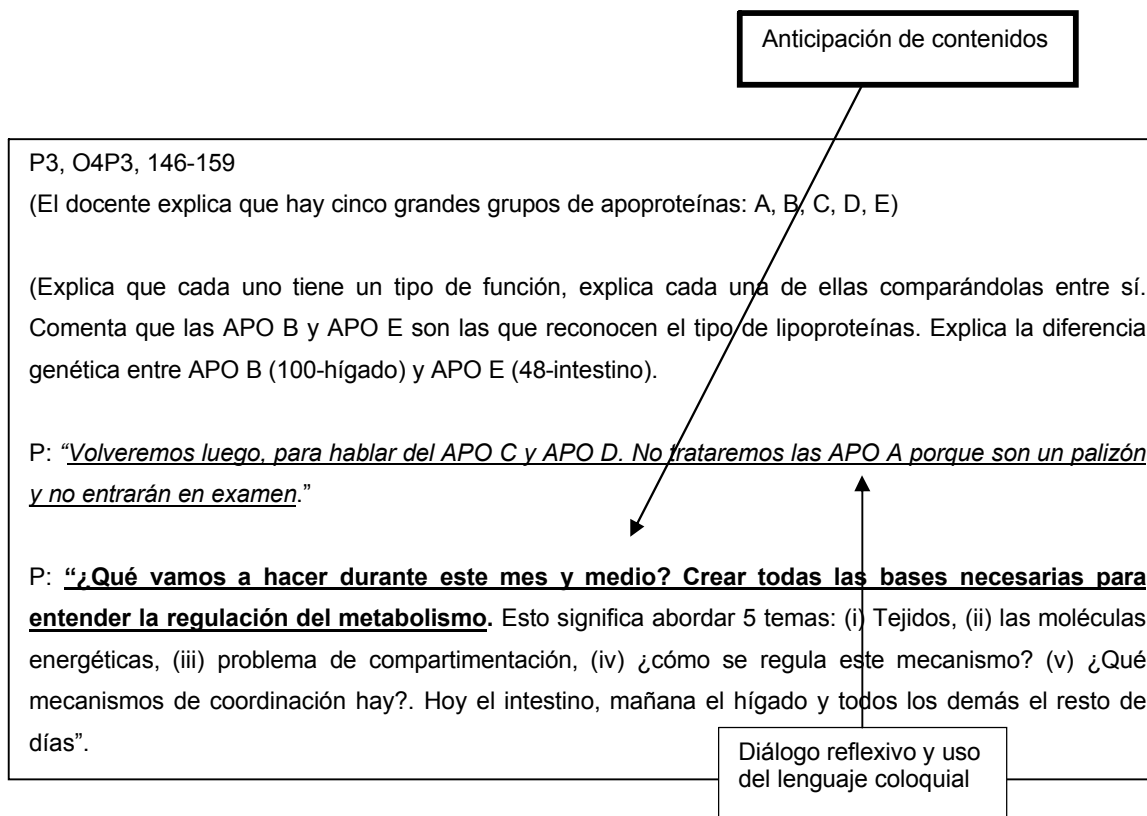 Anticipación de contenidos
P3, O4P3, 146-159
(El docente explica que hay cinco grandes grupos de apoproteínas: A, B, C, D, E)
(Explica que cada uno tiene un tipo de función, explica cada una de ellas comparándolas entre sí.
Comenta que las APO B y APO E son las que reconocen el tipo de lipoproteínas. Explica la diferencia
genética entre APO B (100-hígado) y APO E (48-intestino).
P: “Volveremos luego, para hablar del APO C y APO D. No trataremos las APO A porque son un palizón
y no entrarán en examen.”
P: “¿Qué vamos a hacer durante este mes y medio? Crear todas las bases necesarias para
entender la regulación del metabolismo. Esto significa abordar 5 temas: (i) Tejidos, (ii) las moléculas
energéticas, (iii) problema de compartimentación, (iv) ¿cómo se regula este mecanismo? (v) ¿Qué
mecanismos de coordinación hay?. Hoy el intestino, mañana el hígado y todos los demás el resto de
días”.
Diálogo reflexivo y uso
del lenguaje coloquial